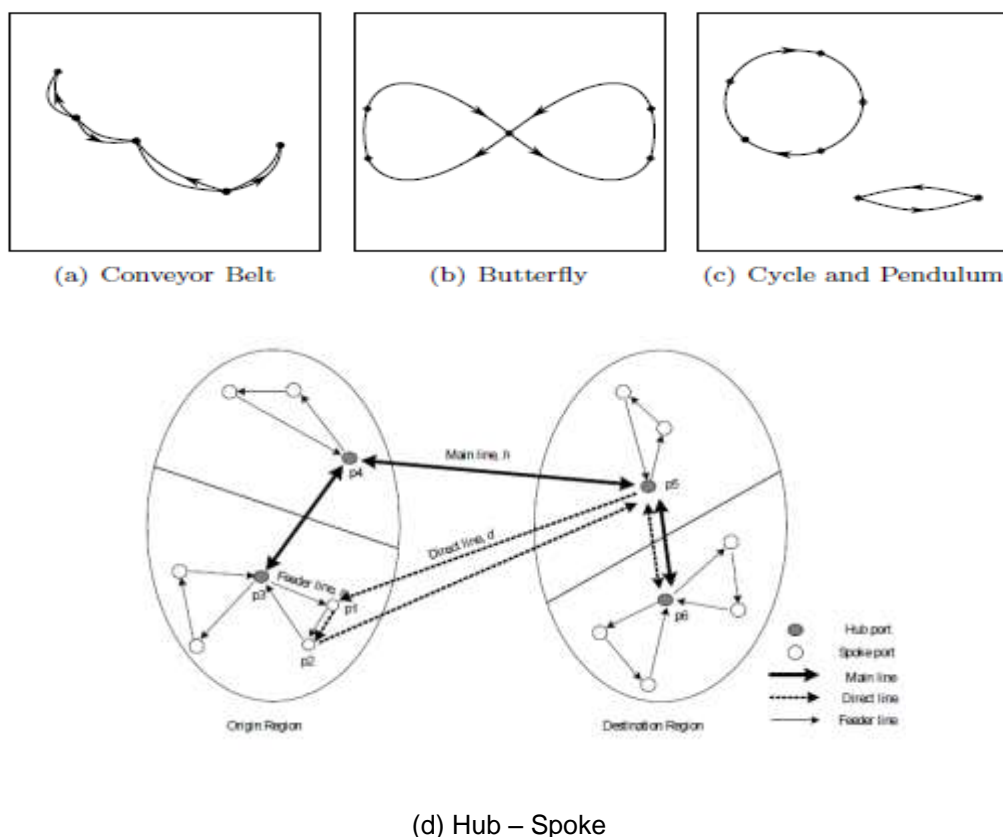 (a) Conveyor Belt
(b) Butterfly
(c) Cycle and Pendulum
p4
Main line, h
p5
Direct line, d
Feeder line,
p3
p1
p2
p6
Hub port
Spoke port
Main line
Direct line
Feeder line
Origin Region
Destination Region
(d) Hub – Spoke